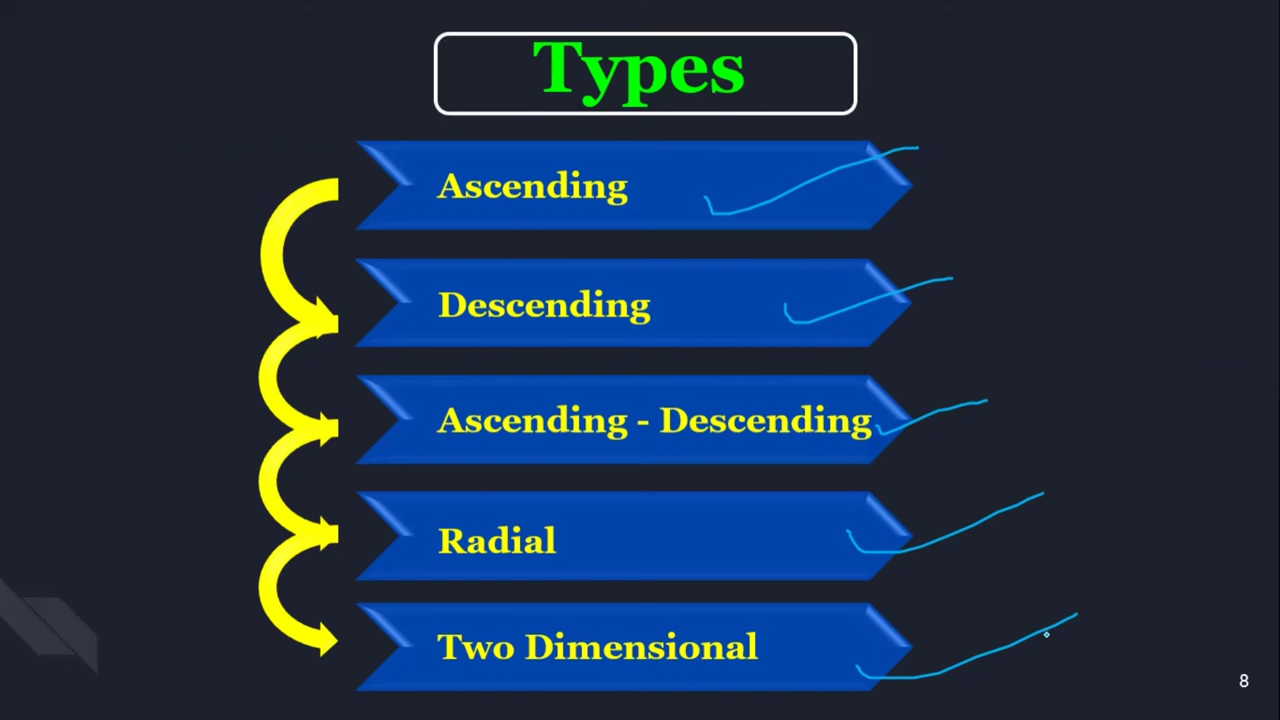 Types
Ascending
Descending
Ascending - Descending
Radial
Two Dimensional
8